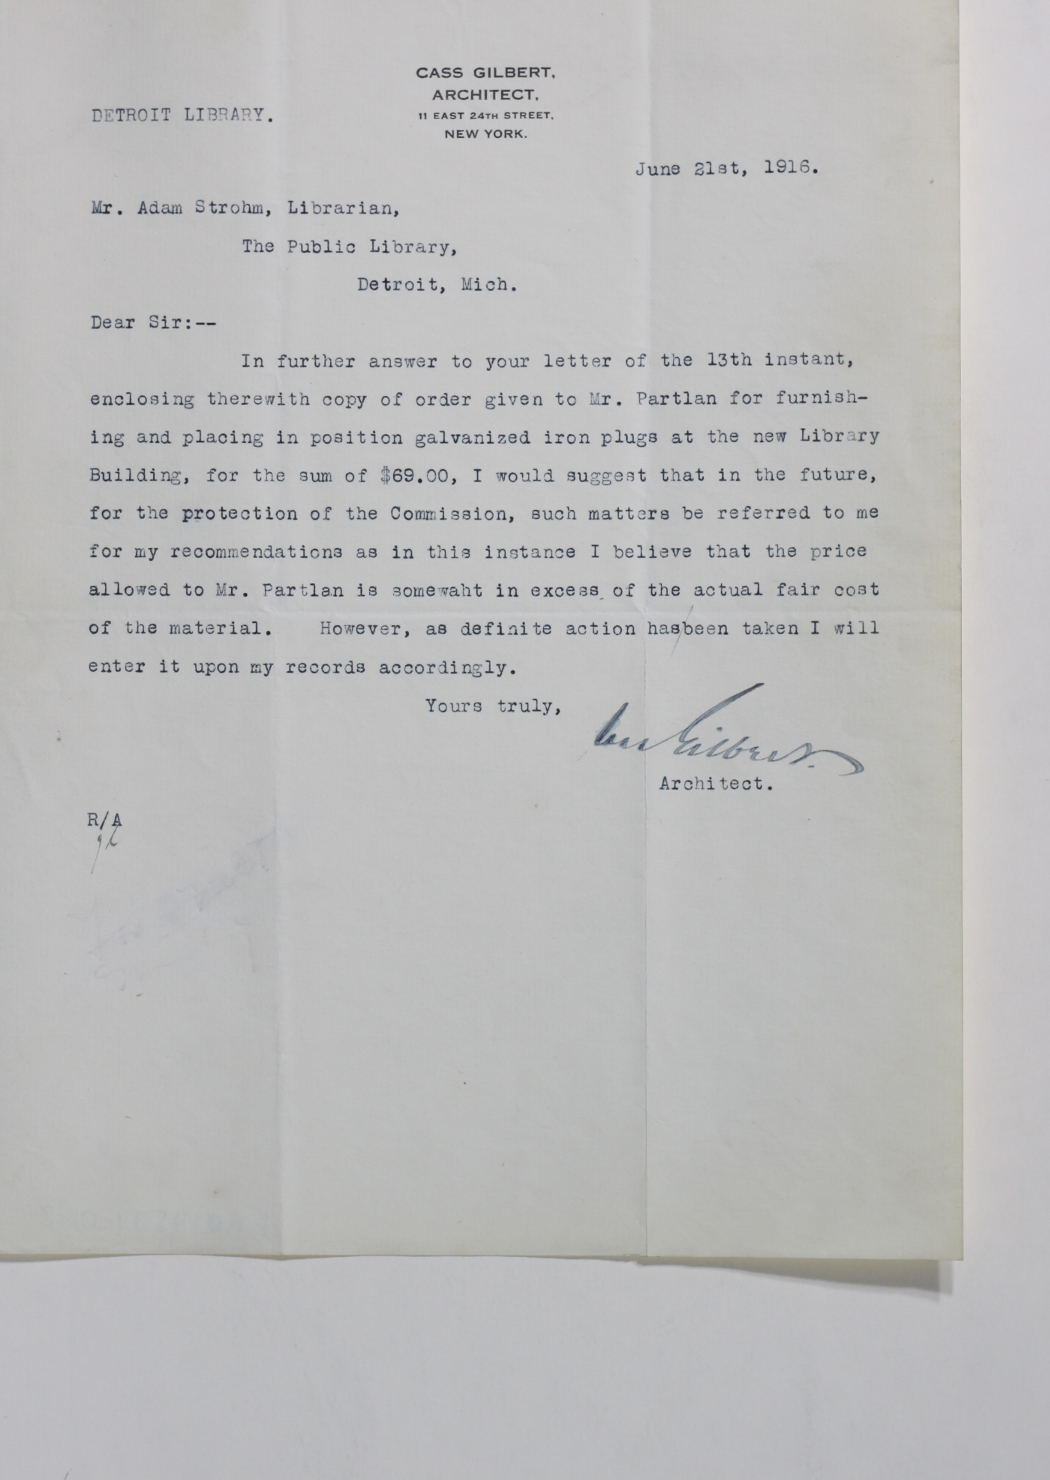 CASS GILBERT,
ARCHITECT,
11 EAST 24TH STREET,
NEW YORK.
DETROIT LIBRARY.
June 21st, 1916.
Mr. Adam Strohm, Librarian,
The Public Library,
Detroit, Mich.
Dear Sir:--
In further answer to your letter of the 13th instant,
enclosing therewith copy of order given to Mr. Partlan for furnish-
ing and placing in position galvanized iron plugs at the new Library
Building, for the sum of $69.00, I would suggest that in the future,
for the protection of the Commission, such matters be referred to me
for my recommendations as in this instance I believe that the price
allowed to Mr. Partlan is somewaht in excess of the actual fair cost
of the material. However, as definite action has/been taken I will
enter it upon my records accordingly.
Yours truly,
Cass Gilbert.
Architect.
R/A